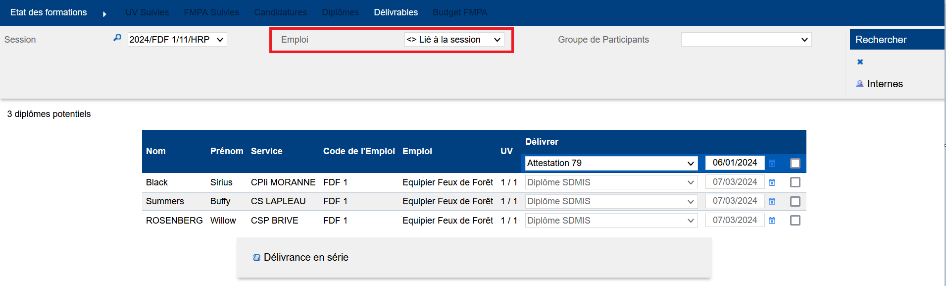 Etat des formations UV Suivies FMPA Suivies Candidatures Diplômes Délivrables Budget FMPA
Session 2024/FDF 1/11/HRP Emploi <> Lié à la session Groupe de Participants Rechercher
Internes
3 diplômes potentiels
Délivrer
Nom Prénom Service Code de l'Emploi Emploi UV
Attestation 79 06/01/2024
Black Sirius CPII MORANNE FDF 1 Equipier Feux de Forêt 1 / 1 Diplôme SDMIS 07/03/2024
Summers Buffy CS LAPLEAU FDF 1 Equipier Feux de Forêt 1 / 1 Diplôme SDMIS 07/03/2024
ROSENBERG Willow CSP BRIVE FDF 1 Equipier Feux de Forêt 1 / 1 Diplôme SDMIS 07/03/2024
Délivrance en série